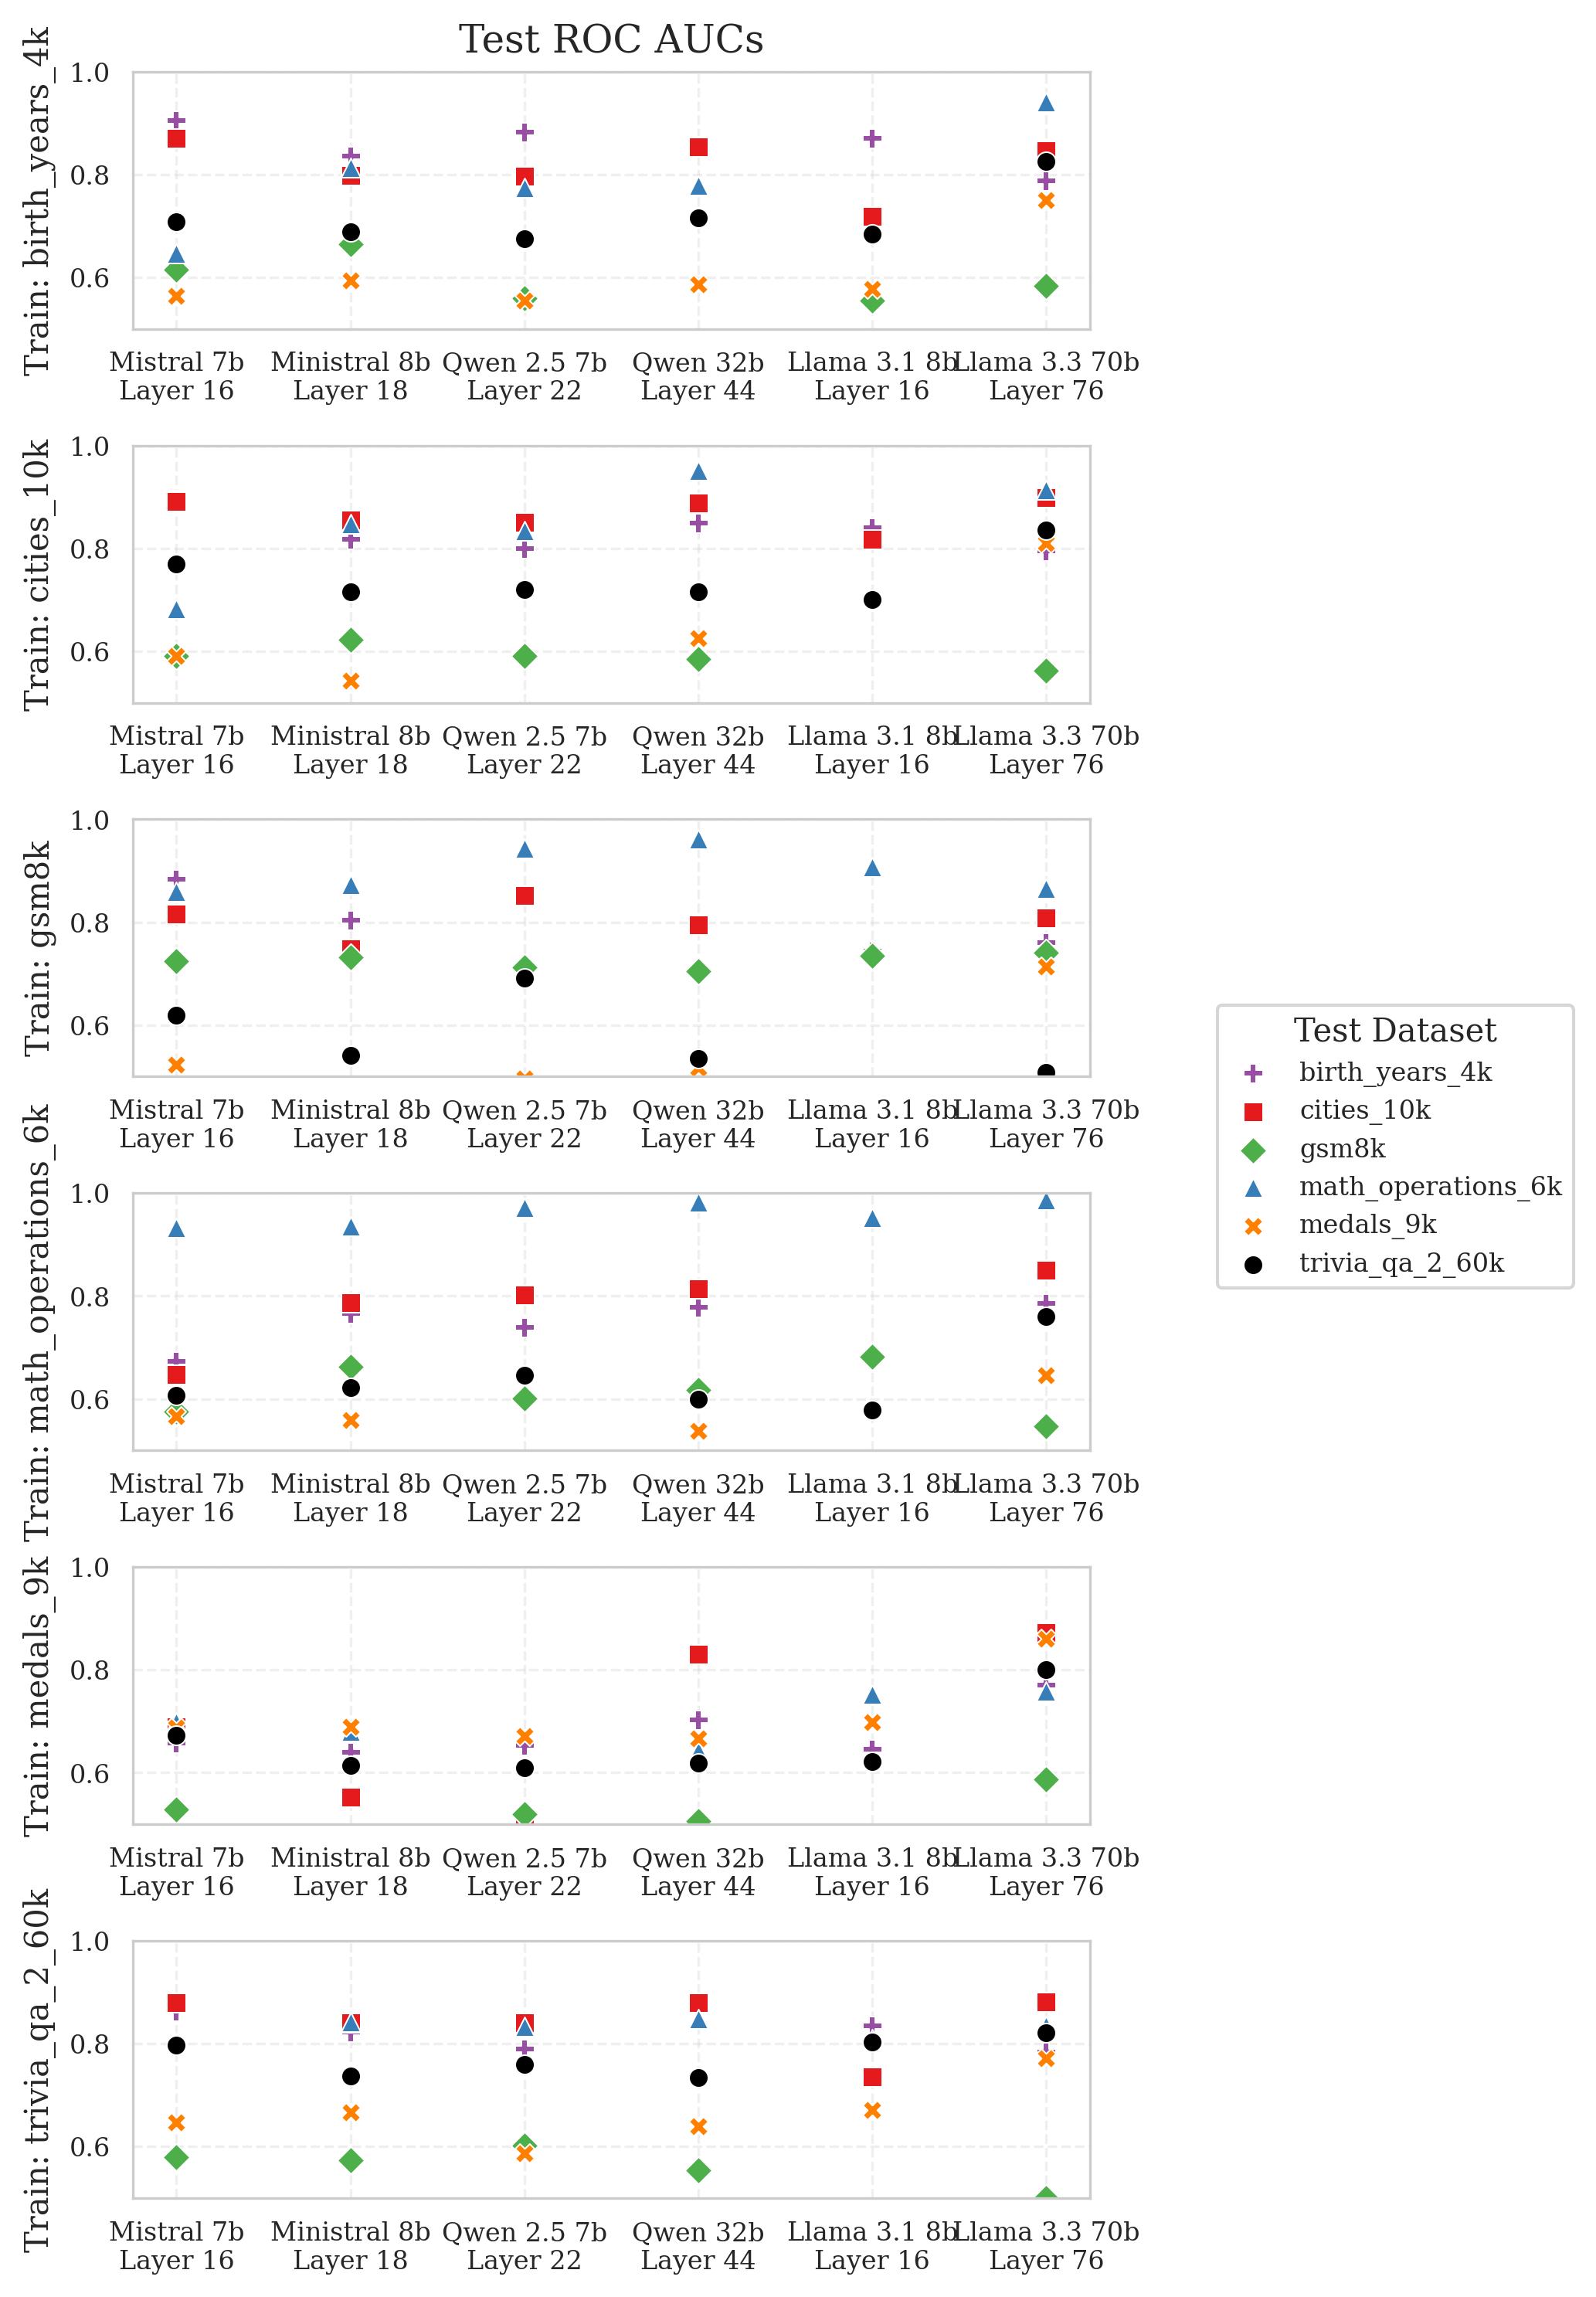 Test ROC AUCs
Train: birth_years_4k
1.0
0.8
0.6
Mistral 7b
Layer 16
Ministral 8b
Layer 18
Qwen 2.5 7b
Layer 22
Qwen 32b
Layer 44
Llama 3.1 8b
Layer 16
Llama 3.3 70b
Layer 76
Train: cities_10k
1.0
0.8
0.6
Mistral 7b
Layer 16
Ministral 8b
Layer 18
Qwen 2.5 7b
Layer 22
Qwen 32b
Layer 44
Llama 3.1 8b
Layer 16
Llama 3.3 70b
Layer 76
Train: gsm8k
1.0
0.8
0.6
Mistral 7b
Layer 16
Ministral 8b
Layer 18
Qwen 2.5 7b
Layer 22
Qwen 32b
Layer 44
Llama 3.1 8b
Layer 16
Llama 3.3 70b
Layer 76
Test Dataset
birth_years_4k
cities_10k
gsm8k
math_operations_6k
medals_9k
trivia_qa_2_60k
Train: math_operations_6k
1.0
0.8
0.6
Mistral 7b
Layer 16
Ministral 8b
Layer 18
Qwen 2.5 7b
Layer 22
Qwen 32b
Layer 44
Llama 3.1 8b
Layer 16
Llama 3.3 70b
Layer 76
Train: medals_9k
1.0
0.8
0.6
Mistral 7b
Layer 16
Ministral 8b
Layer 18
Qwen 2.5 7b
Layer 22
Qwen 32b
Layer 44
Llama 3.1 8b
Layer 16
Llama 3.3 70b
Layer 76
Train: trivia_qa_2_60k
1.0
0.8
0.6
Mistral 7b
Layer 16
Ministral 8b
Layer 18
Qwen 2.5 7b
Layer 22
Qwen 32b
Layer 44
Llama 3.1 8b
Layer 16
Llama 3.3 70b
Layer 76